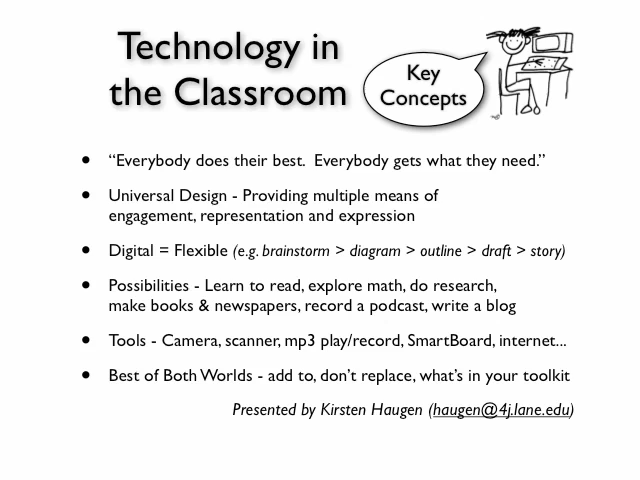 Technology in
the Classroom
Key
Concepts
• “Everybody does their best.  Everybody gets what they need.”
• Universal Design - Providing multiple means of
engagement, representation and expression
• Digital = Flexible (e.g. brainstorm > diagram > outline > draft > story)
• Possibilities - Learn to read, explore math, do research,
make books & newspapers, record a podcast, write a blog
• Tools - Camera, scanner, mp3 play/record, SmartBoard, internet...
• Best of Both Worlds - add to, don’t replace, what’s in your toolkit
Presented by Kirsten Haugen (haugen@4j.lane.edu)